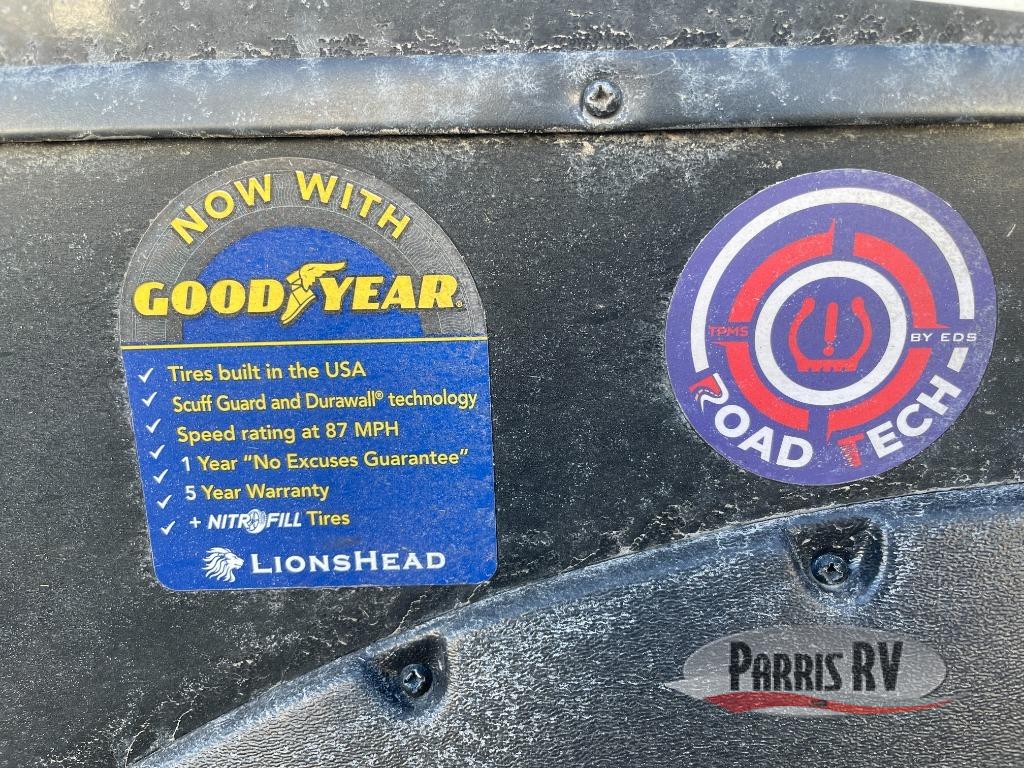 NOW WITH
GOODYEAR®
✓ Tires built in the USA
✓ Scuff Guard and Durawall® technology
✓ Speed rating at 87 MPH
✓ 1 Year "No Excuses Guarantee"
✓ 5 Year Warranty
✓ + NITROFILL Tires
LIONSHEAD
TPMS
BY EDS
ROAD TECH
PARRIS RV